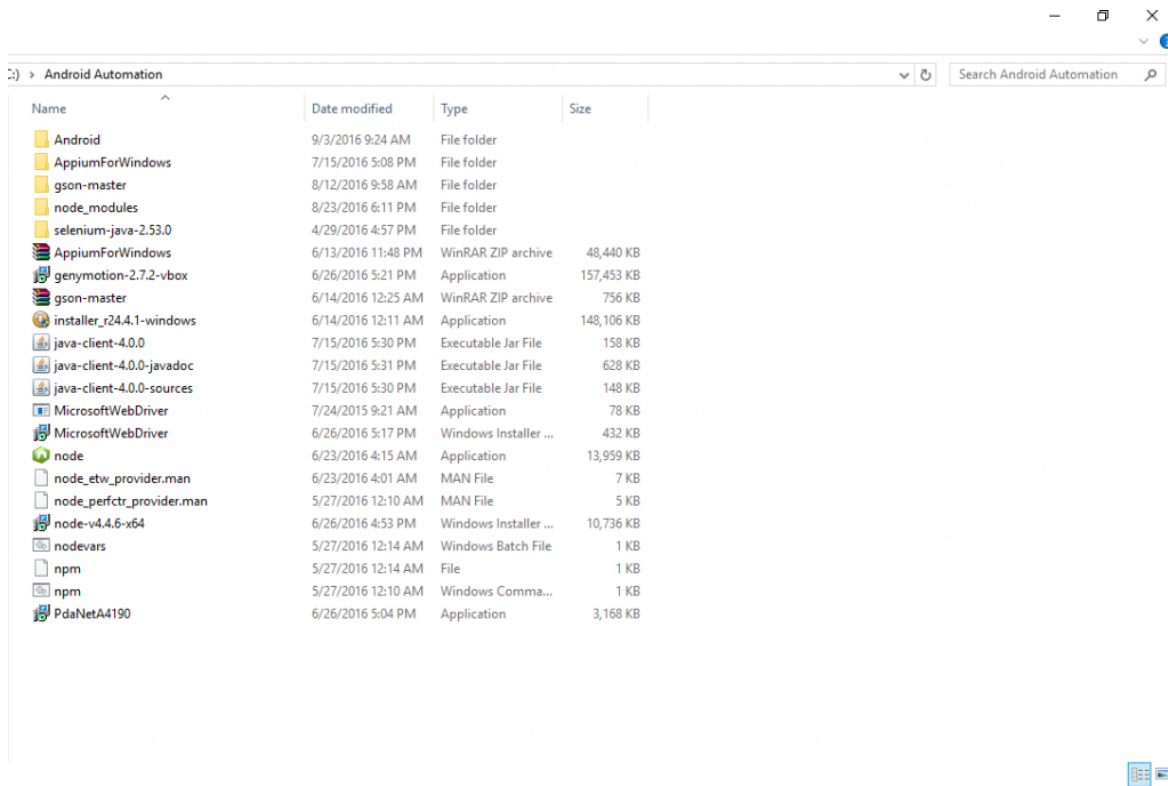 :) > Android Automation Search Android Automation
Name Date modified Type Size
Android 9/3/2016 9:24 AM File folder
AppiumForWindows 7/15/2016 5:08 PM File folder
gson-master 8/12/2016 9:58 AM File folder
node_modules 8/23/2016 6:11 PM File folder
selenium-java-2.53.0 4/29/2016 4:57 PM File folder
AppiumForWindows 6/13/2016 11:48 PM WinRAR ZIP archive 48,440 KB
genymotion-2.7.2-vbox 6/26/2016 5:21 PM Application 157,453 KB
gson-master 6/14/2016 12:25 AM WinRAR ZIP archive 756 KB
installer_r24.4.1-windows 6/14/2016 12:11 AM Application 148,106 KB
java-client-4.0.0 7/15/2016 5:30 PM Executable Jar File 158 KB
java-client-4.0.0-javadoc 7/15/2016 5:31 PM Executable Jar File 628 KB
java-client-4.0.0-sources 7/15/2016 5:30 PM Executable Jar File 148 KB
MicrosoftWebDriver 7/24/2015 9:21 AM Application 78 KB
MicrosoftWebDriver 6/26/2016 5:17 PM Windows Installer ... 432 KB
node 6/23/2016 4:15 AM Application 13,959 KB
node_etw_provider.man 6/23/2016 4:01 AM MAN File 7 KB
node_perfctr_provider.man 5/27/2016 12:10 AM MAN File 5 KB
node-v4.4.6-x64 6/26/2016 4:53 PM Windows Installer ... 10,736 KB
nodevars 5/27/2016 12:14 AM Windows Batch File 1 KB
npm 5/27/2016 12:14 AM File 1 KB
npm 5/27/2016 12:10 AM Windows Comma... 1 KB
PdaNetA4190 6/26/2016 5:04 PM Application 3,168 KB